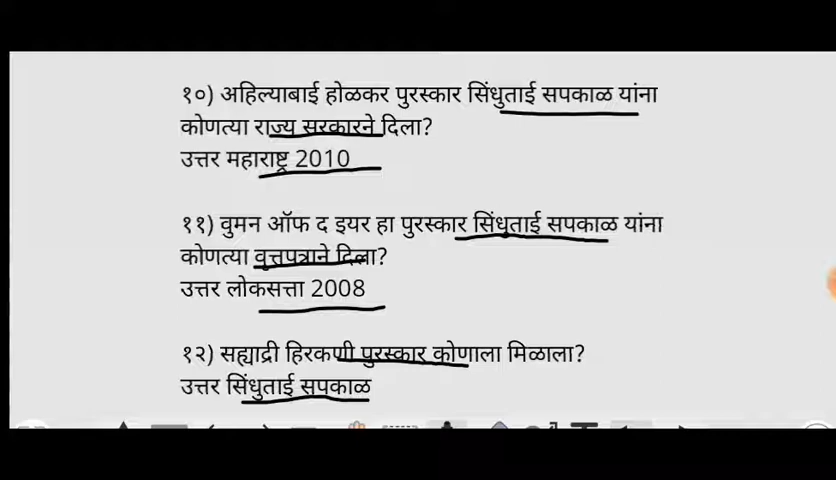 १०) अहिल्याबाई होळकर पुरस्कार सिंधुताई सपकाळ यांना
कोणत्या राज्य सरकारने दिला?
उत्तर महाराष्ट्र 2010
११) वुमन ऑफ द इयर हा पुरस्कार सिंधुताई सपकाळ यांना
कोणत्या वृत्तपत्राने दिला?
उत्तर लोकसत्ता 2008
१२) सह्याद्री हिरकणी पुरस्कार कोणाला मिळाला?
उत्तर सिंधुताई सपकाळ